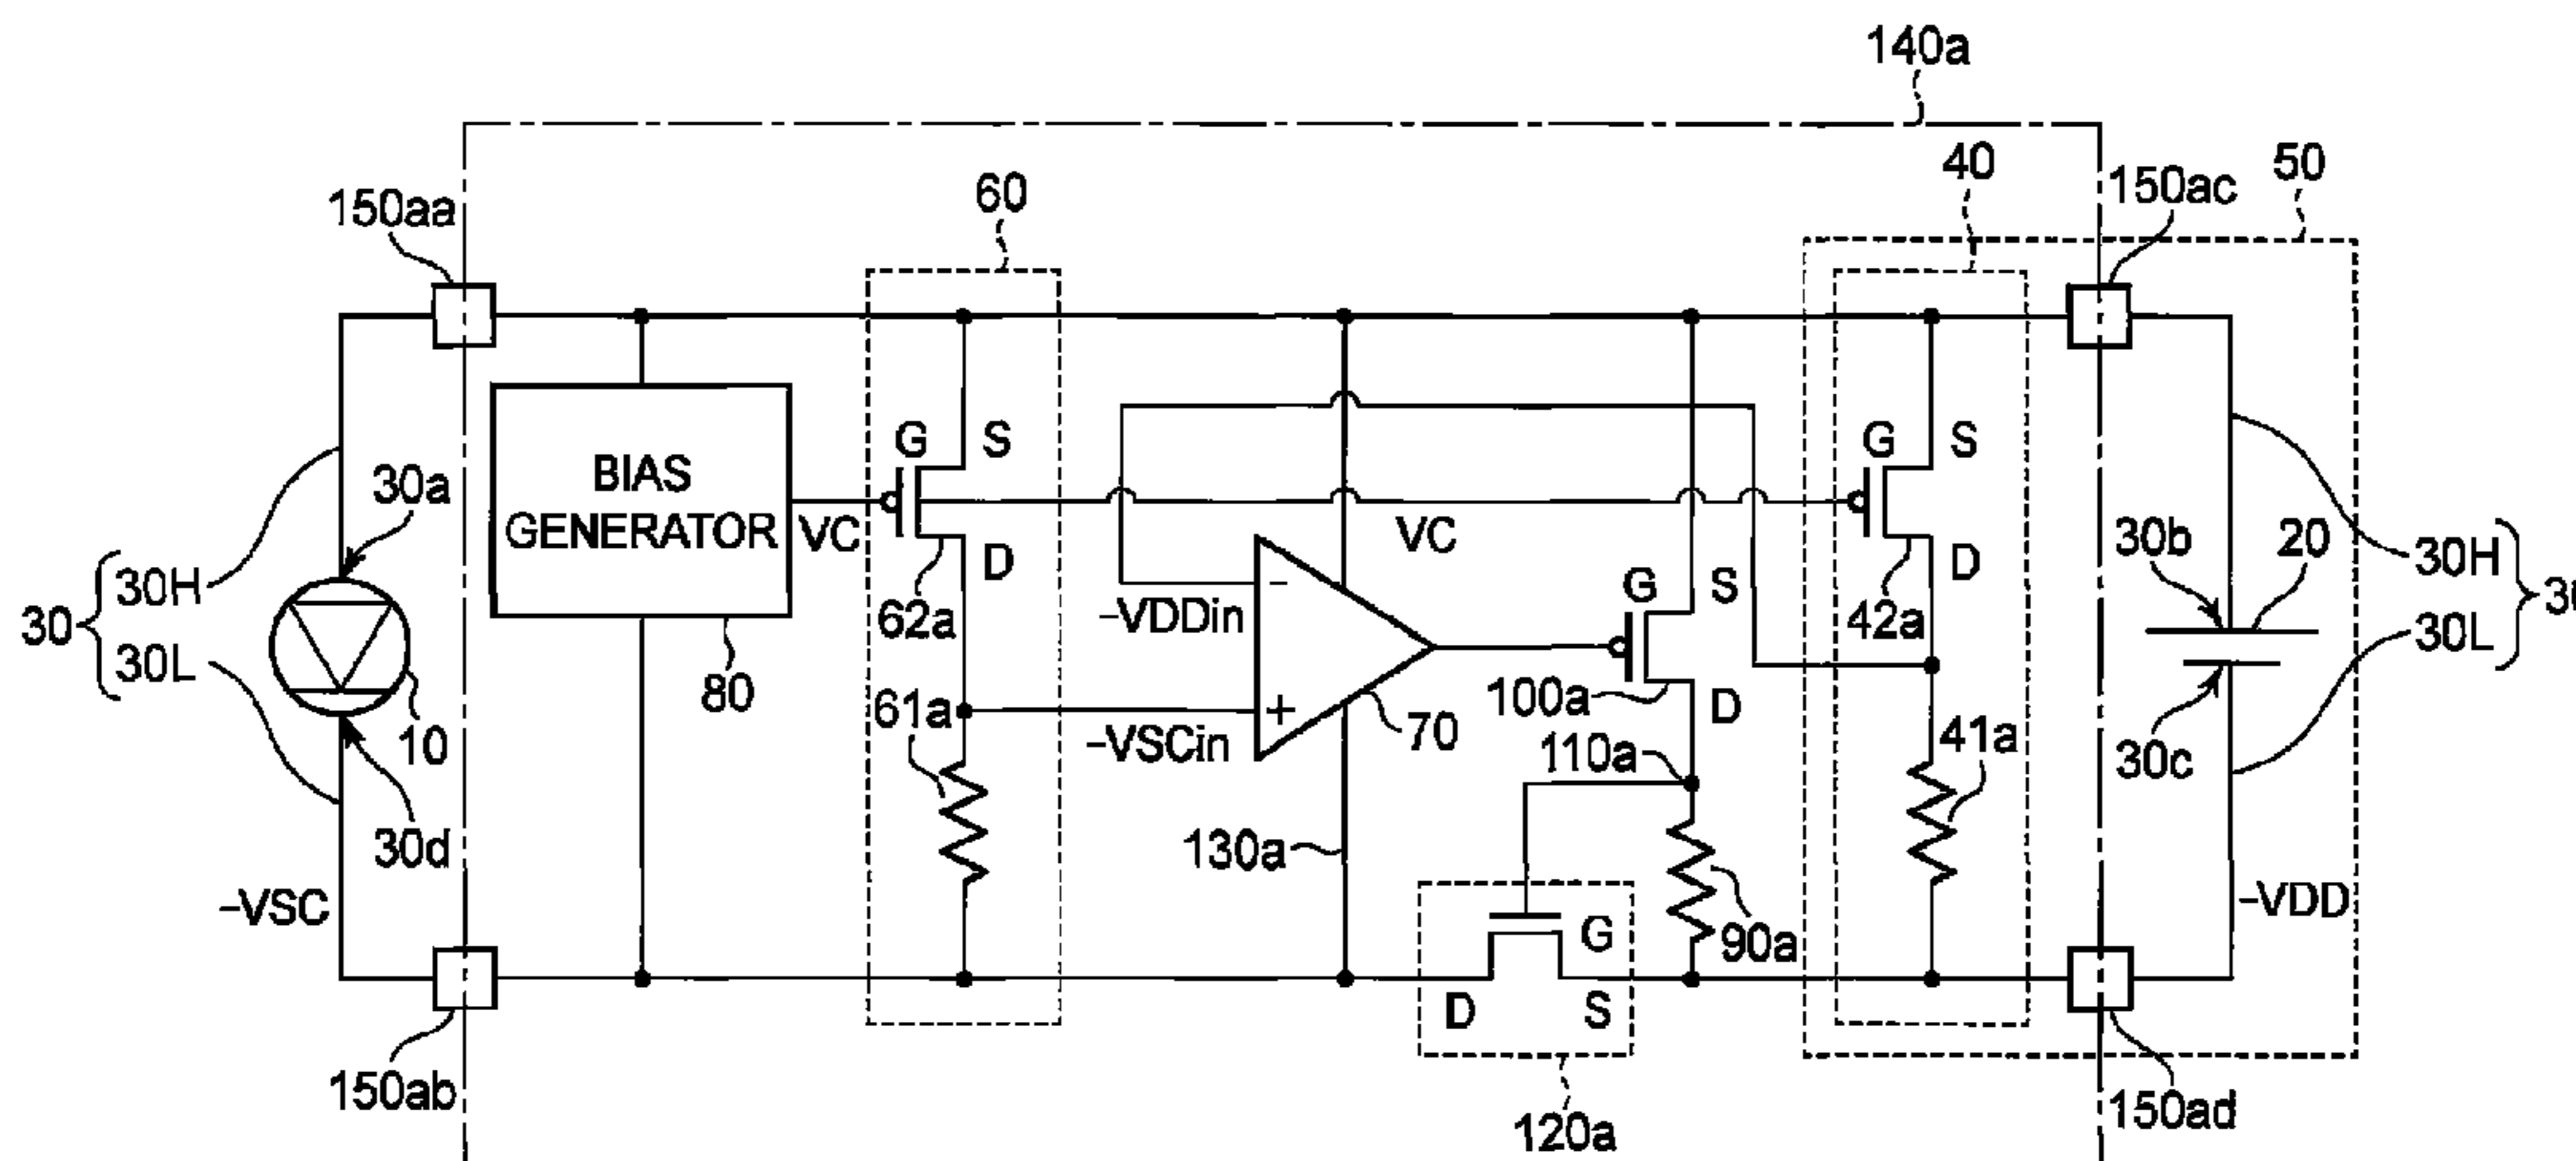 140a
40
50
150aa
60
150ac
G
S
G
S
30a
BIAS
GENERATOR
VC
D
VC
D
30b
20
30H
30H
30
62a
-VDDin
-
G
S
42a
30
30L
30L
80
61a
100a
D
10
-VSCin
+
70
110a
41a
30c
30d
130a
-VSC
G
90a
-VDD
D
S
150ab
150ad
120a